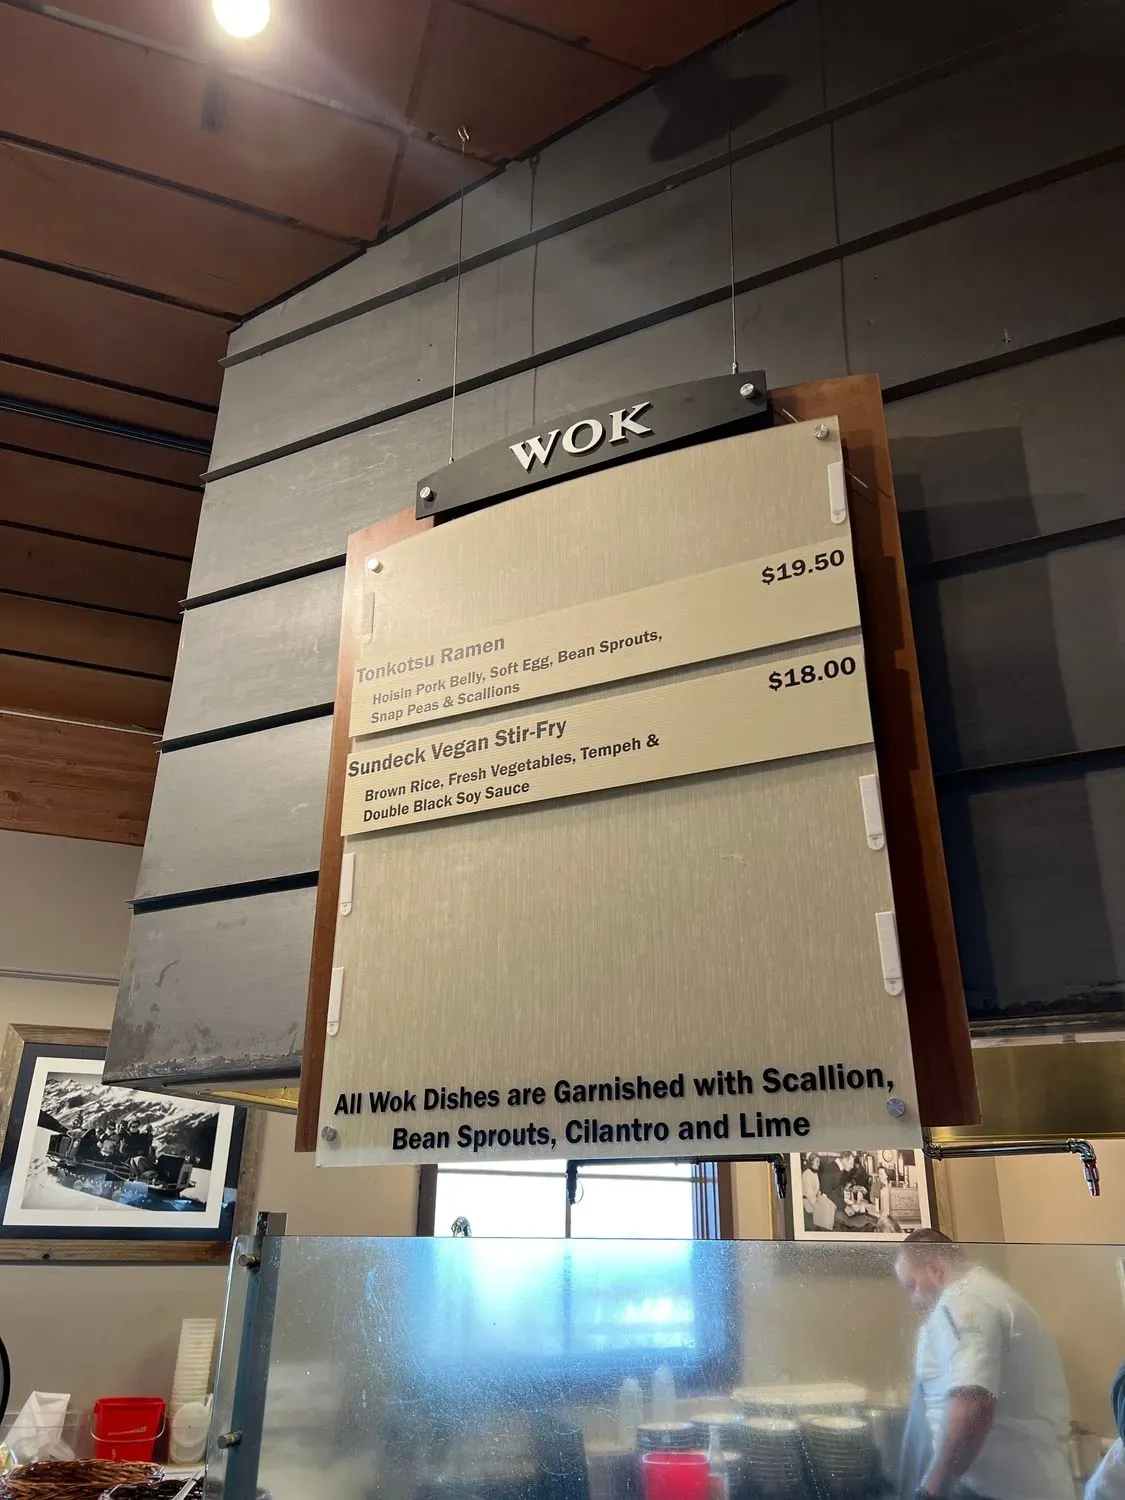 WOK
$19.50
Tonkotsu Ramen
Hoisin Pork Belly, Soft Egg, Bean Sprouts,
Snap Peas & Scallions
$18.00
Sundeck Vegan Stir-Fry
Brown Rice, Fresh Vegetables, Tempeh &
Double Black Soy Sauce
All Wok Dishes are Garnished with Scallion,
Bean Sprouts, Cilantro and Lime